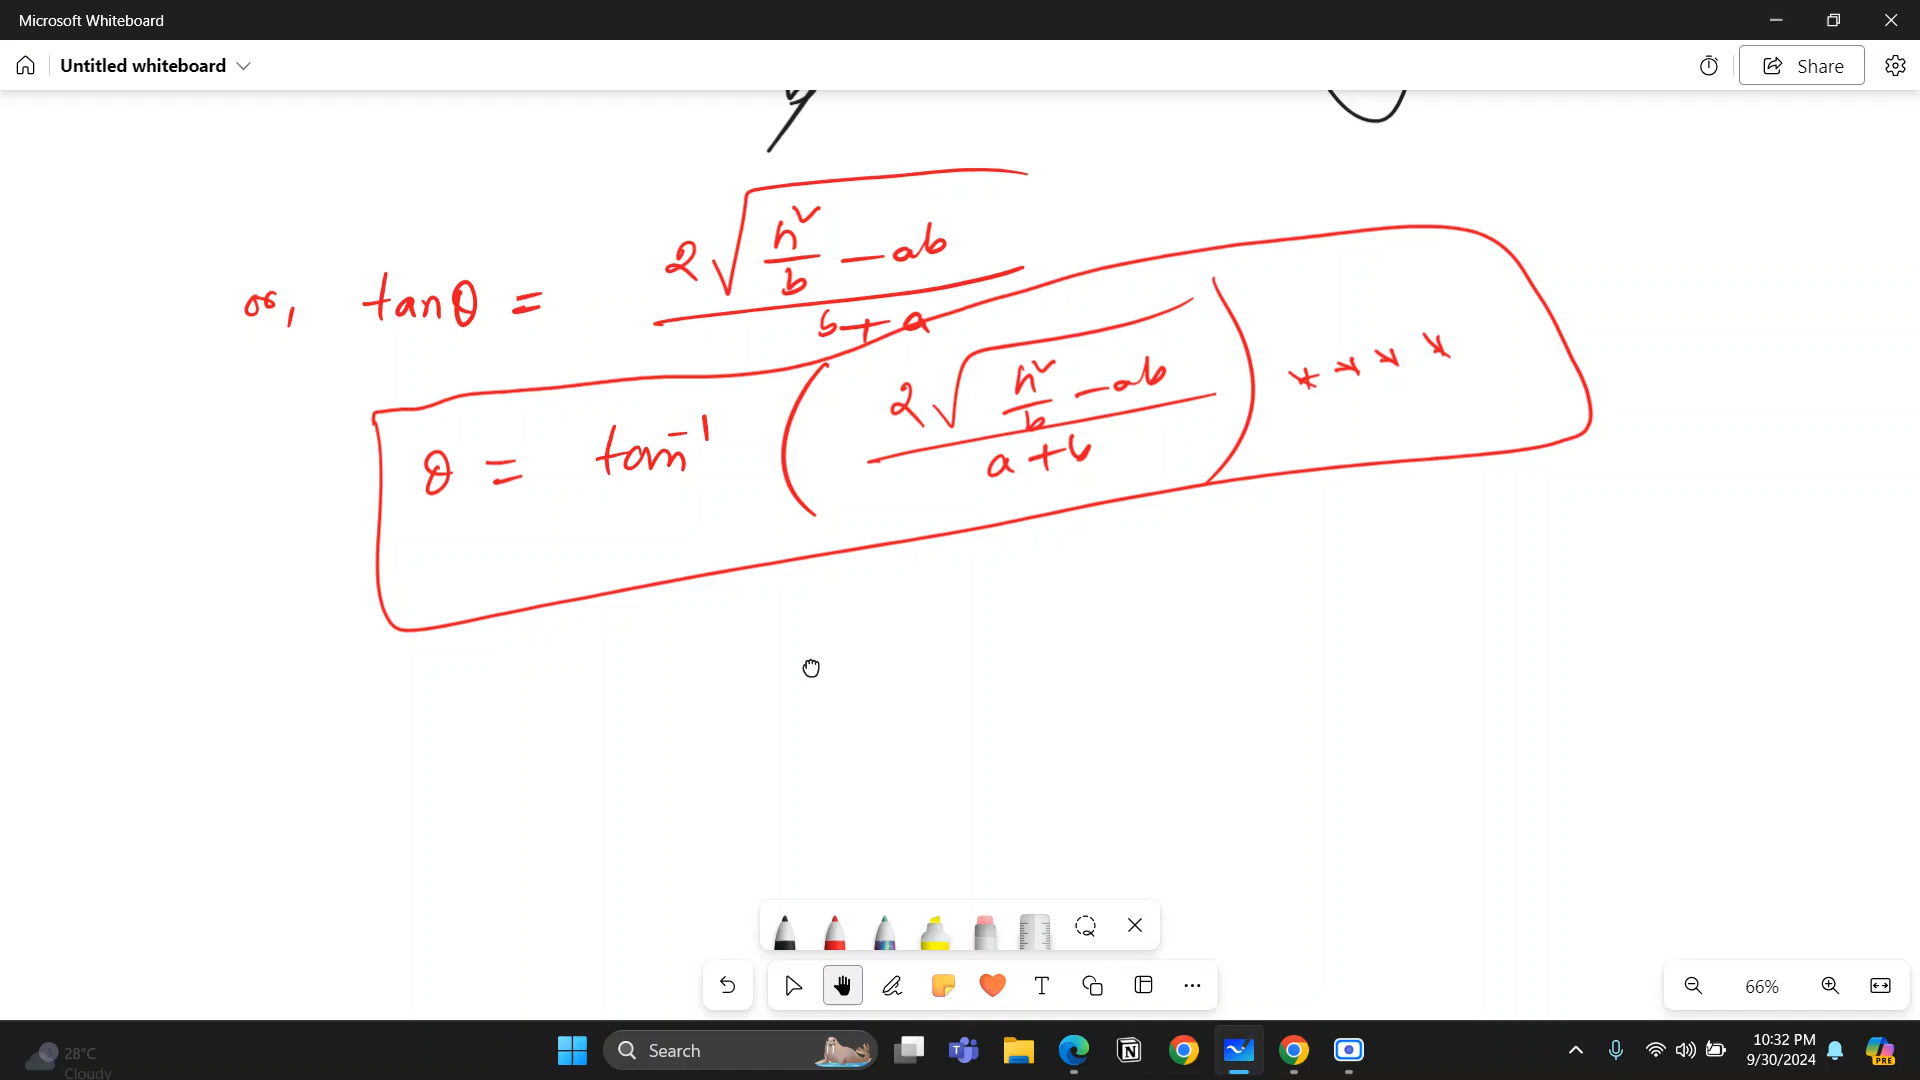 Microsoft Whiteboard
Untitled whiteboard
Share
or, tanθ = 2√(h²/b − ab) / (b + a)
θ = tan⁻¹ (2√(h²/b − ab) / (a + b)) * * * *
T
66%
28°C
Cloudy
Search
10:32 PM
9/30/2024
PRE